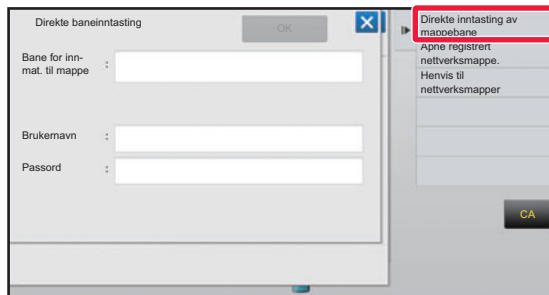 Direkte baneinntasting
OK
Bane for inn-
mat. til mappe :
Brukernavn :
Passord :
Direkte inntasting av
mappebane
Åpne registrert
nettverksmappe.
Henvis til
nettverksmapper
CA